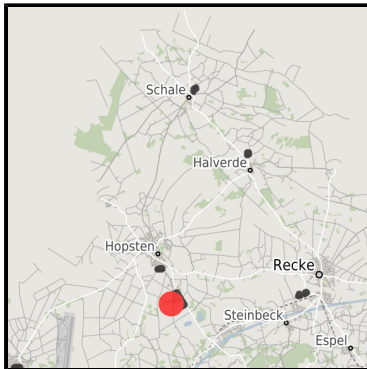 Schale
Halverde
Hopsten
Recke
Steinbeck
Espel